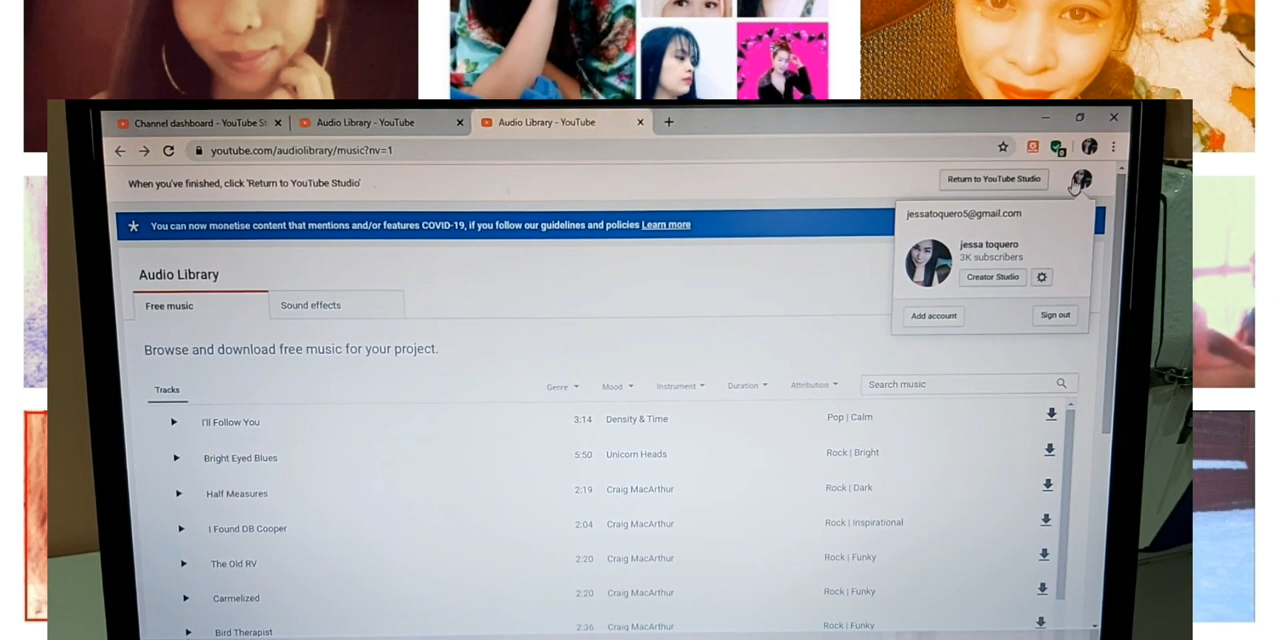 Channel dashboard - YouTube St
Audio Library - YouTube
Audio Library - YouTube
youtube.com/audiolibrary/music?nv=1
When you've finished, click 'Return to YouTube Studio'
Return to YouTube Studio
You can now monetise content that mentions and/or features COVID-19, if you follow our guidelines and policies Learn more
jessatoquero5@gmail.com
jessa toquero
3K subscribers
Creator Studio
Add account
Sign out
Audio Library
Free music
Sound effects
Browse and download free music for your project.
Tracks
Genre
Mood
Instrument
Duration
Attribution
Search music
I'll Follow You 3:14 Density & Time Pop | Calm
Bright Eyed Blues 5:50 Unicorn Heads Rock | Bright
Half Measures 2:19 Craig MacArthur Rock | Dark
I Found DB Cooper 2:04 Craig MacArthur Rock | Inspirational
The Old RV 2:20 Craig MacArthur Rock | Funky
Carmelized 2:20 Craig MacArthur Rock | Funky
Bird Therapist 2:36 Craig MacArthur Rock | Funky